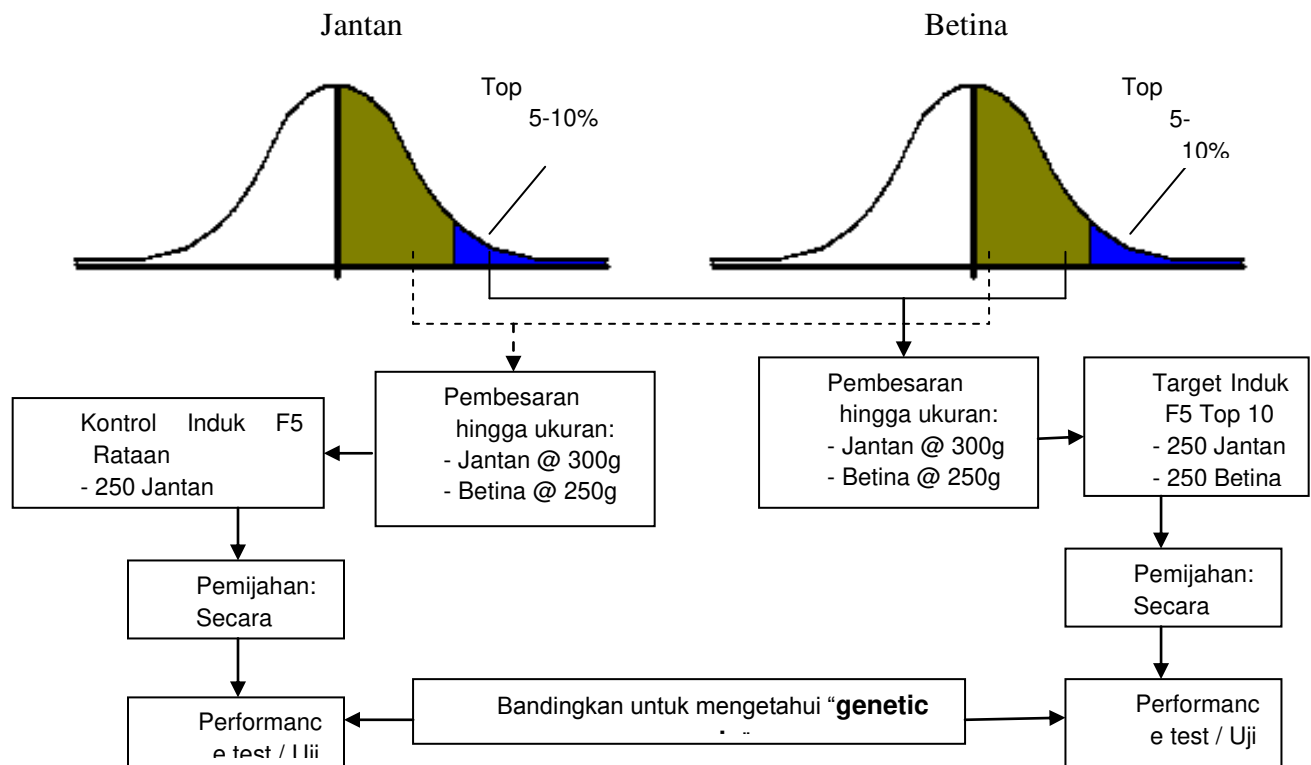 Jantan
Betina
Top
5-10%
Top
5-
10%
Kontrol Induk F5
Rataan
- 250 Jantan
Pembesaran
hingga ukuran:
- Jantan @ 300g
- Betina @ 250g
Pembesaran
hingga ukuran:
- Jantan @ 300g
- Betina @ 250g
Target Induk
F5 Top 10
- 250 Jantan
- 250 Betina
Pemijahan:
Secara
Pemijahan:
Secara
Performanc
e test / Uji
Bandingkan untuk mengetahui “genetic
Performanc
e test / Uji